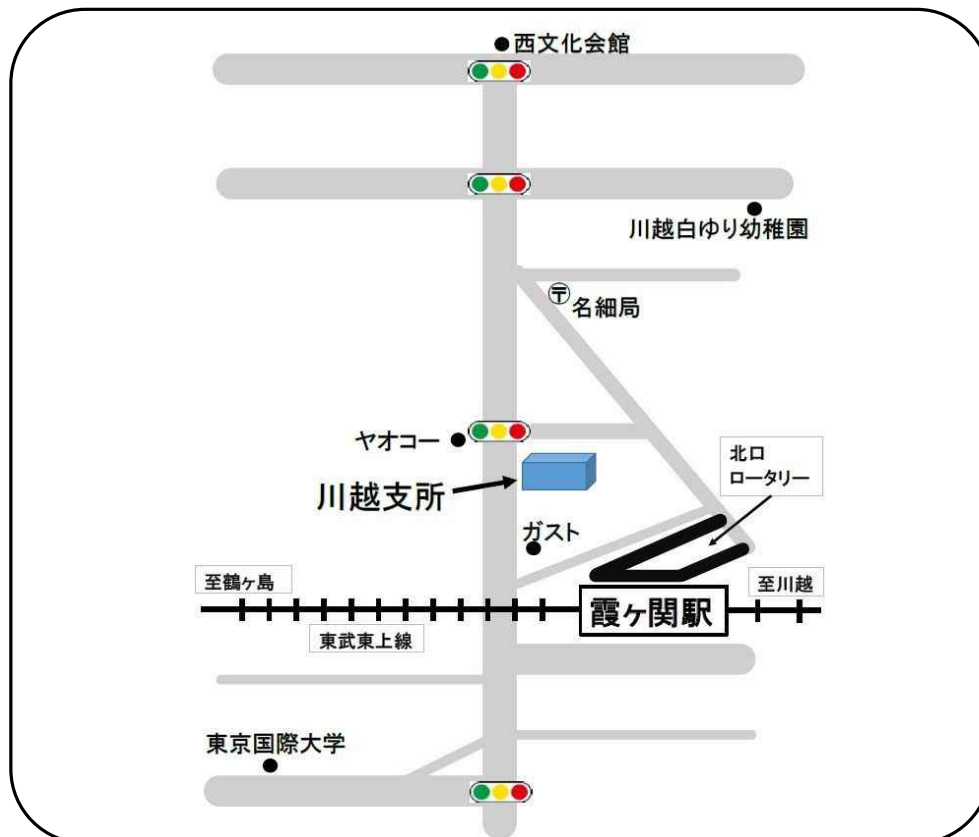 西文化会館
川越白ゆり幼稚園
〒
名細局
ヤオコー
北口
ロータリー
川越支所
ガスト
至鶴ヶ島
至川越
霞ヶ関駅
東武東上線
東京国際大学